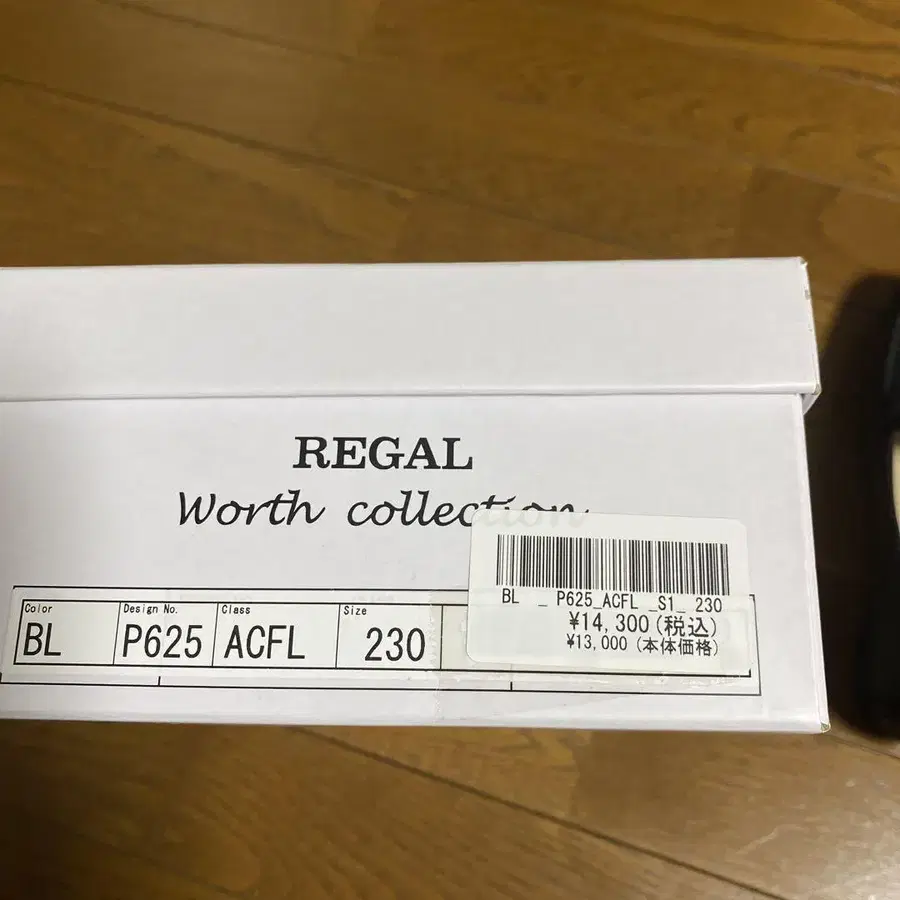 REGAL
Worth collection
Color Design No. Class Size
BL P625 ACFL 230
BL _ P625_ACFL _S1_ 230
¥14,300(税込)
¥13,000(本体価格)